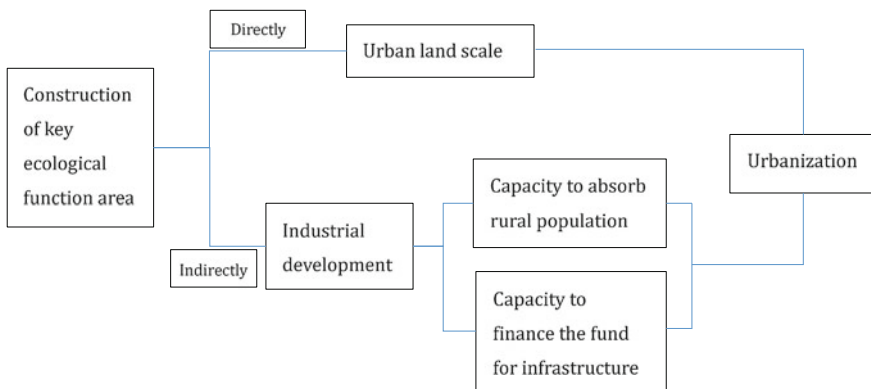 Directly
Urban land scale
Construction
of key
ecological
function area
Urbanization
Capacity to absorb
rural population
Industrial
development
Indirectly
Capacity to
finance the fund
for infrastructure